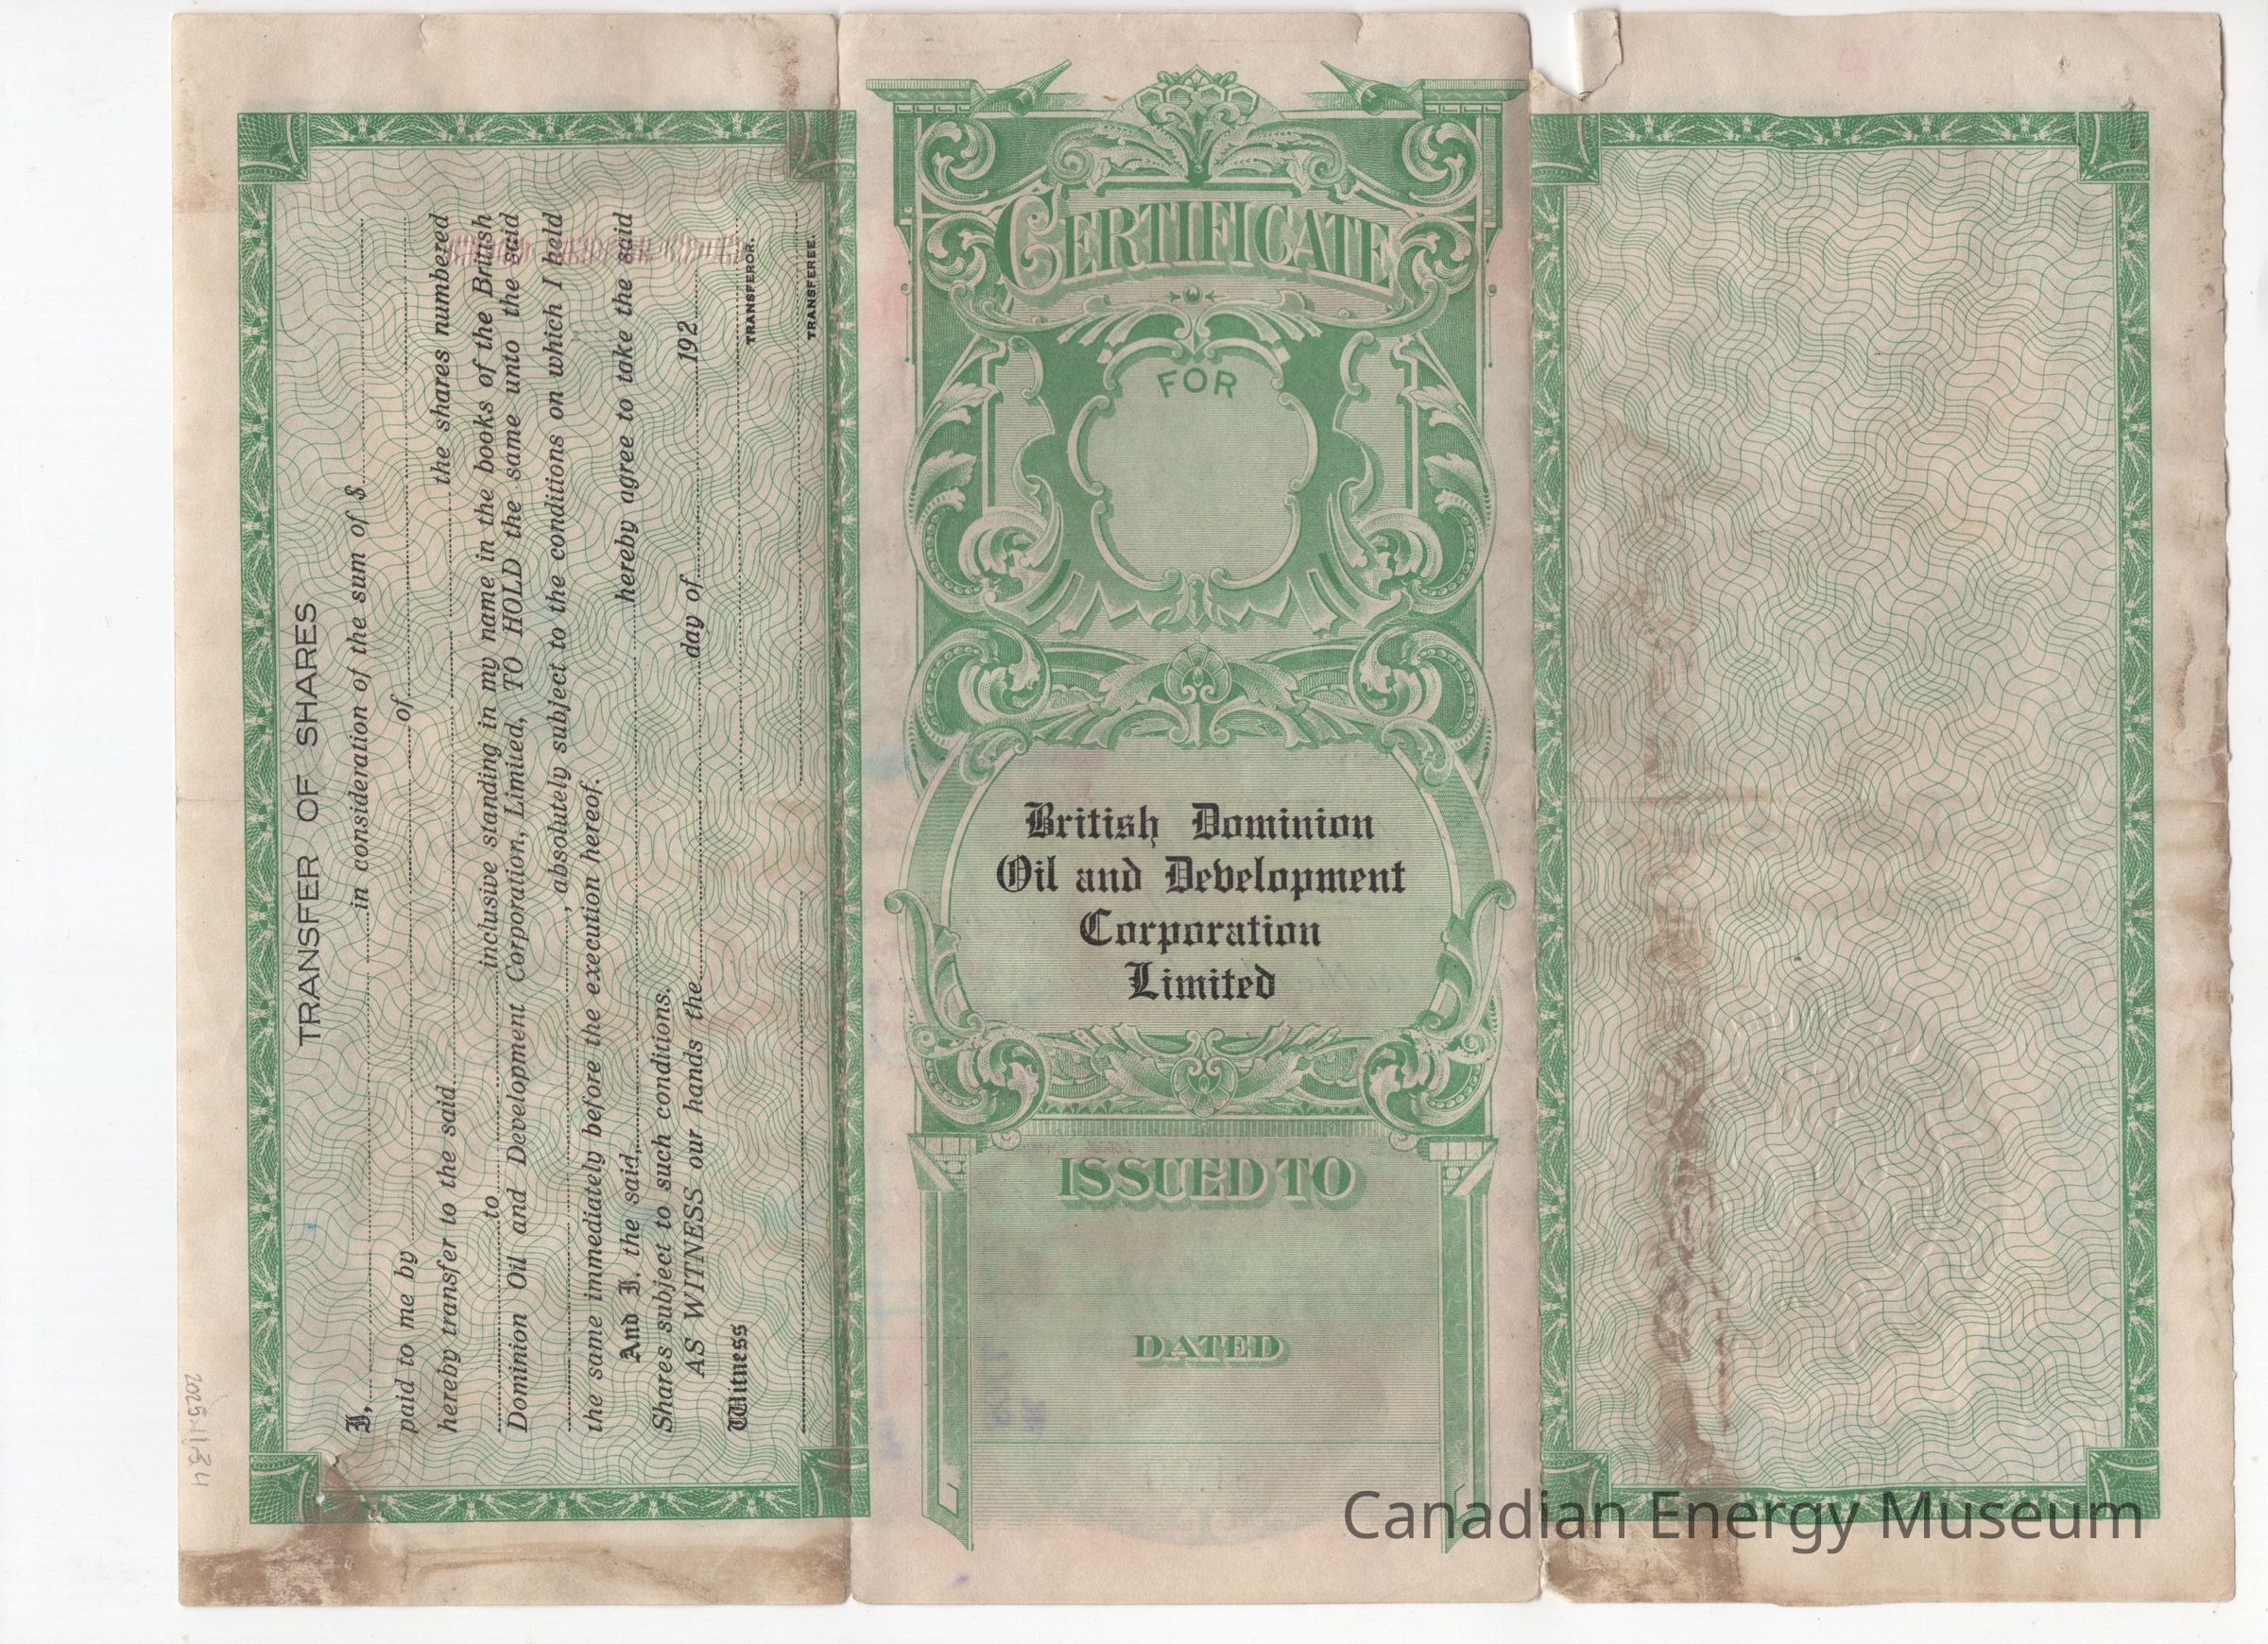 TRANSFER OF SHARES
I, in consideration of the sum of $
paid to me by of
hereby transfer to the said the shares numbered
to inclusive standing in my name in the books of the British
Dominion Oil and Development Corporation, Limited, TO HOLD the same unto the said
, absolutely subject to the conditions on which I held
the same immediately before the execution hereof.
And I, the said, hereby agree to take the said
Shares subject to such conditions.
AS WITNESS our hands the day of 192
Witness
TRANSFEROR.
TRANSFEREE.
CERTIFICATE
FOR
British Dominion
Oil and Development
Corporation
Limited
ISSUED TO
DATED
Canadian Energy Museum